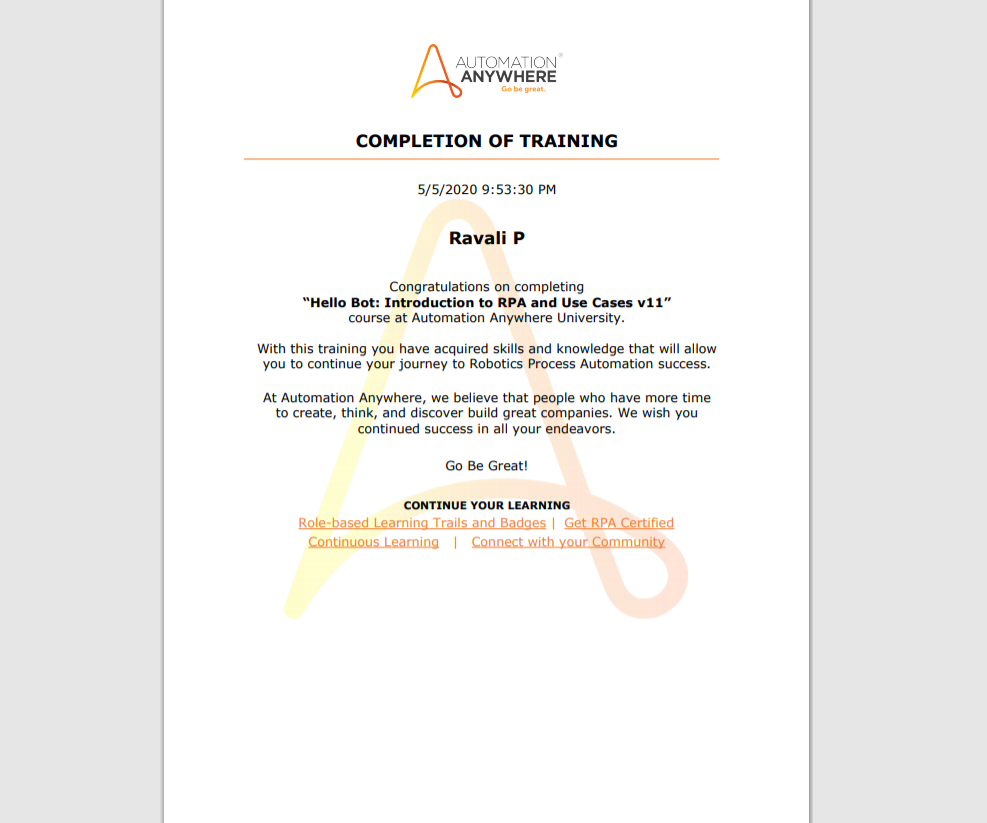 AUTOMATION®
ANYWHERE
Go be great.
COMPLETION OF TRAINING
5/5/2020 9:53:30 PM
Ravali P
Congratulations on completing
“Hello Bot: Introduction to RPA and Use Cases v11”
course at Automation Anywhere University.
With this training you have acquired skills and knowledge that will allow
you to continue your journey to Robotics Process Automation success.
At Automation Anywhere, we believe that people who have more time
to create, think, and discover build great companies. We wish you
continued success in all your endeavors.
Go Be Great!
CONTINUE YOUR LEARNING
Role-based Learning Trails and Badges | Get RPA Certified
Continuous Learning | Connect with your Community